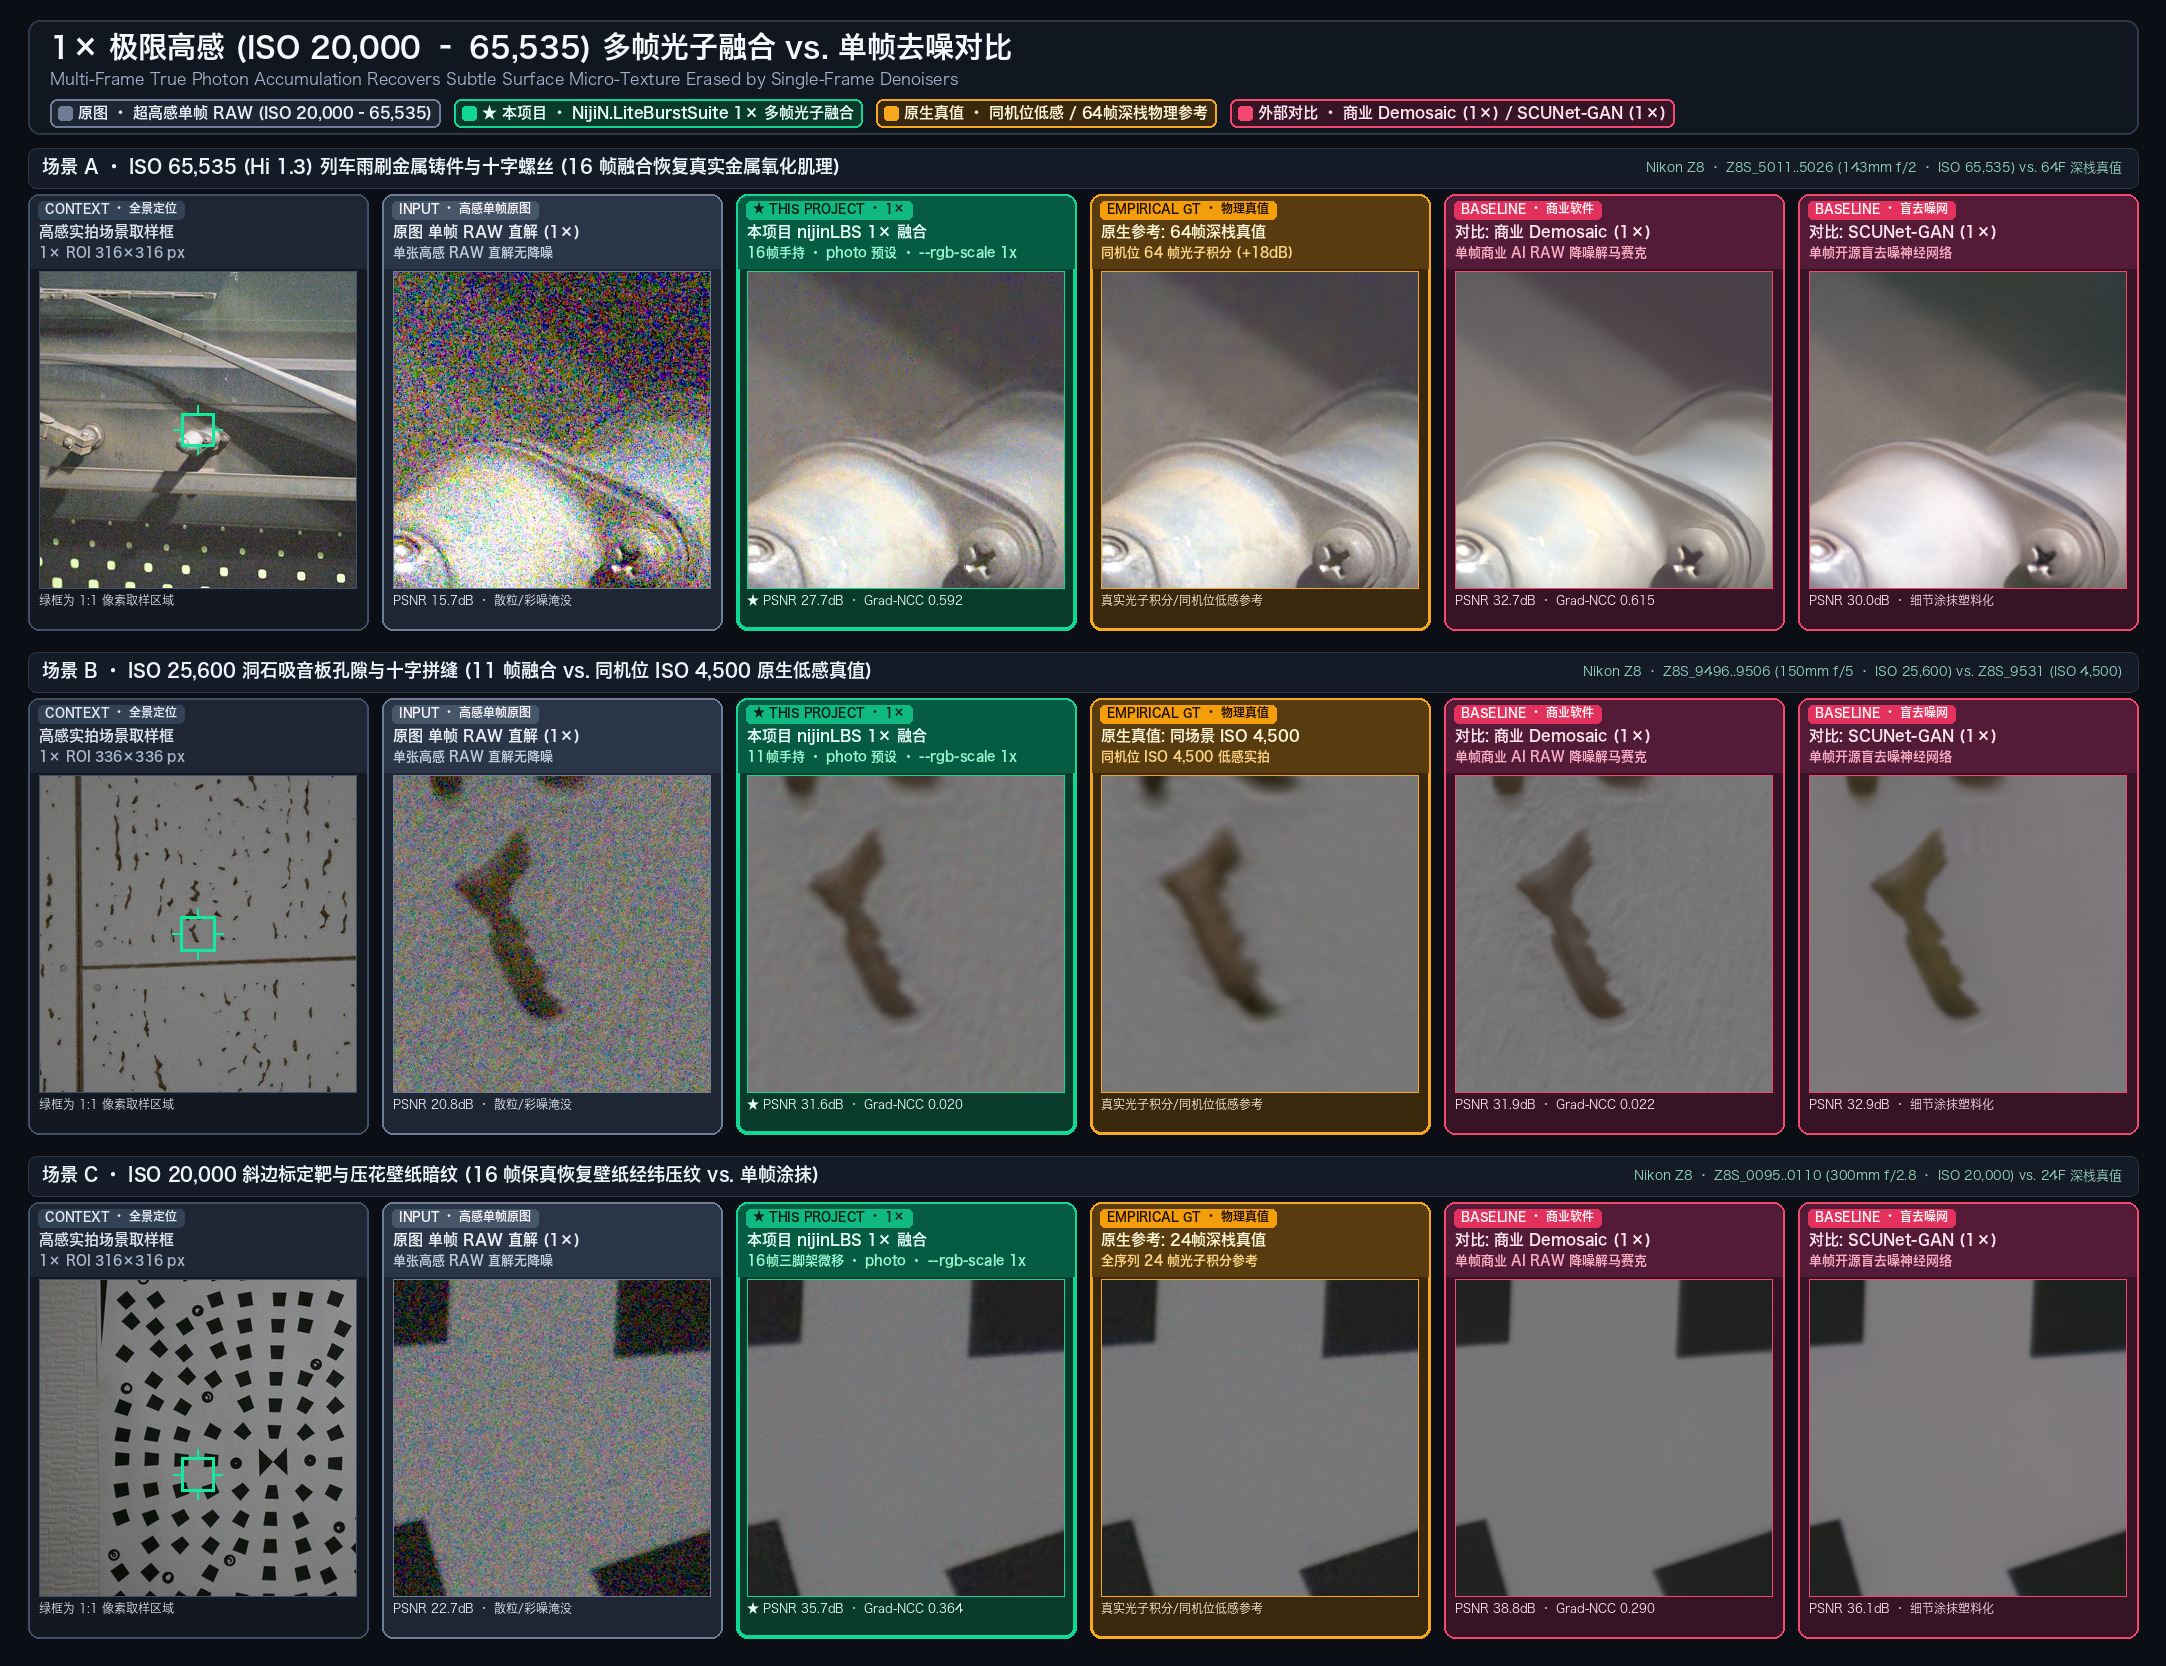 1× 极限高感 (ISO 20,000 - 65,535) 多帧光子融合 vs. 单帧去噪对比
Multi-Frame True Photon Accumulation Recovers Subtle Surface Micro-Texture Erased by Single-Frame Denoisers
原图 · 超高感单帧 RAW (ISO 20,000 - 65,535)
★ 本项目 · NijiN.LiteBurstSuite 1× 多帧光子融合
原生真值 · 同机位低感 / 64帧深栈物理参考
外部对比 · 商业 Demosaic (1×) / SCUNet-GAN (1×)
场景 A · ISO 65,535 (Hi 1.3) 列车雨刷金属铸件与十字螺丝 (16 帧融合恢复真实金属氧化肌理)
Nikon Z8 · Z8S_5011..5026 (143mm f/2 · ISO 65,535) vs. 64F 深栈真值
CONTEXT · 全景定位
高感实拍场景取样框
1× ROI 316×316 px
绿框为 1:1 像素取样区域
INPUT · 高感单帧原图
原图 单帧 RAW 直解 (1×)
单张高感 RAW 直解无降噪
PSNR 15.7dB · 散粒/彩噪淹没
★ THIS PROJECT · 1×
本项目 nijinLBS 1× 融合
16帧手持 · photo 预设 · --rgb-scale 1x
★ PSNR 27.7dB · Grad-NCC 0.592
EMPIRICAL GT · 物理真值
原生参考: 64帧深栈真值
同机位 64 帧光子积分 (+18dB)
真实光子积分/同机位低感参考
BASELINE · 商业软件
对比: 商业 Demosaic (1×)
单帧商业 AI RAW 降噪解马赛克
PSNR 32.7dB · Grad-NCC 0.615
BASELINE · 盲去噪网
对比: SCUNet-GAN (1×)
单帧开源盲去噪神经网络
PSNR 30.0dB · 细节涂抹塑料化
场景 B · ISO 25,600 洞石吸音板孔隙与十字拼缝 (11 帧融合 vs. 同机位 ISO 4,500 原生低感真值)
Nikon Z8 · Z8S_9496..9506 (150mm f/5 · ISO 25,600) vs. Z8S_9531 (ISO 4,500)
CONTEXT · 全景定位
高感实拍场景取样框
1× ROI 336×336 px
绿框为 1:1 像素取样区域
INPUT · 高感单帧原图
原图 单帧 RAW 直解 (1×)
单张高感 RAW 直解无降噪
PSNR 20.8dB · 散粒/彩噪淹没
★ THIS PROJECT · 1×
本项目 nijinLBS 1× 融合
11帧手持 · photo 预设 · --rgb-scale 1x
★ PSNR 31.6dB · Grad-NCC 0.020
EMPIRICAL GT · 物理真值
原生真值: 同场景 ISO 4,500
同机位 ISO 4,500 低感实拍
真实光子积分/同机位低感参考
BASELINE · 商业软件
对比: 商业 Demosaic (1×)
单帧商业 AI RAW 降噪解马赛克
PSNR 31.9dB · Grad-NCC 0.022
BASELINE · 盲去噪网
对比: SCUNet-GAN (1×)
单帧开源盲去噪神经网络
PSNR 32.9dB · 细节涂抹塑料化
场景 C · ISO 20,000 斜边标定靶与压花壁纸暗纹 (16 帧保真恢复壁纸经纬压纹 vs. 单帧涂抹)
Nikon Z8 · Z8S_0095..0110 (300mm f/2.8 · ISO 20,000) vs. 24F 深栈真值
CONTEXT · 全景定位
高感实拍场景取样框
1× ROI 316×316 px
绿框为 1:1 像素取样区域
INPUT · 高感单帧原图
原图 单帧 RAW 直解 (1×)
单张高感 RAW 直解无降噪
PSNR 22.7dB · 散粒/彩噪淹没
★ THIS PROJECT · 1×
本项目 nijinLBS 1× 融合
16帧三脚架微移 · photo · --rgb-scale 1x
★ PSNR 35.7dB · Grad-NCC 0.364
EMPIRICAL GT · 物理真值
原生参考: 24帧深栈真值
全序列 24 帧光子积分参考
真实光子积分/同机位低感参考
BASELINE · 商业软件
对比: 商业 Demosaic (1×)
单帧商业 AI RAW 降噪解马赛克
PSNR 38.8dB · Grad-NCC 0.290
BASELINE · 盲去噪网
对比: SCUNet-GAN (1×)
单帧开源盲去噪神经网络
PSNR 36.1dB · 细节涂抹塑料化